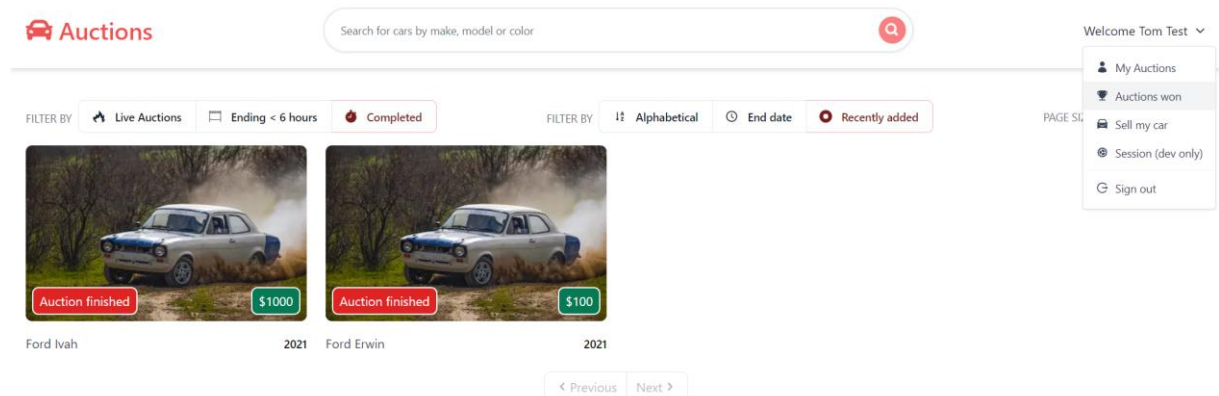 Auctions
Search for cars by make, model or color
Welcome Tom Test
My Auctions
Auctions won
Sell my car
Session (dev only)
Sign out
FILTER BY Live Auctions Ending < 6 hours Completed
FILTER BY Alphabetical End date Recently added
PAGE
Auction finished $1000
Auction finished $100
Ford Ivah 2021
Ford Erwin 2021
Previous Next